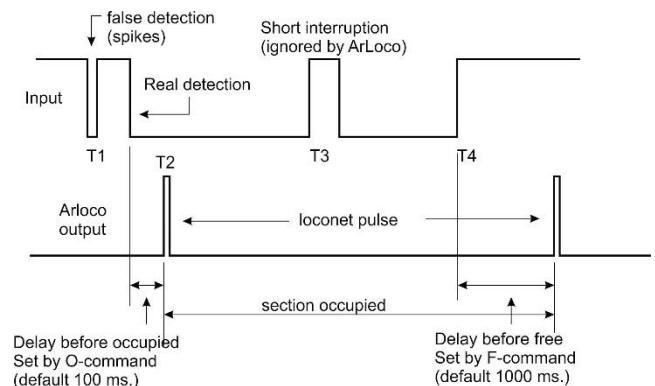 false detection
(spikes)
Short interruption
(ignored by ArLoco)
Input
Real detection
T1
T2
T3
T4
Arloco
output
loconet pulse
section occupied
Delay before occupied
Set by O-command
(default 100 ms.)
Delay before free
Set by F-command
(default 1000 ms.)